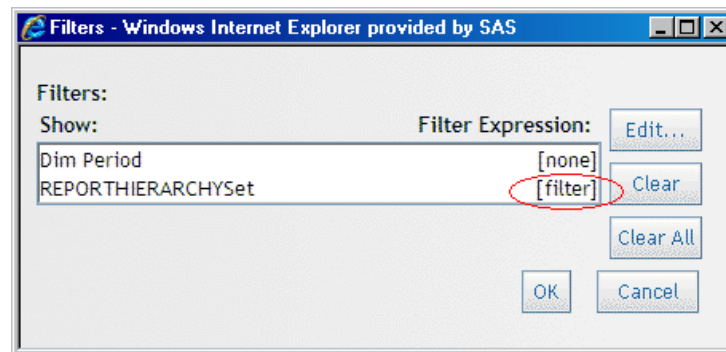 Filters - Windows Internet Explorer provided by SAS
Filters:
Show: Filter Expression:
Edit...
Dim Period [none]
REPORTHIERARCHYSet [filter]
Clear
Clear All
OK Cancel